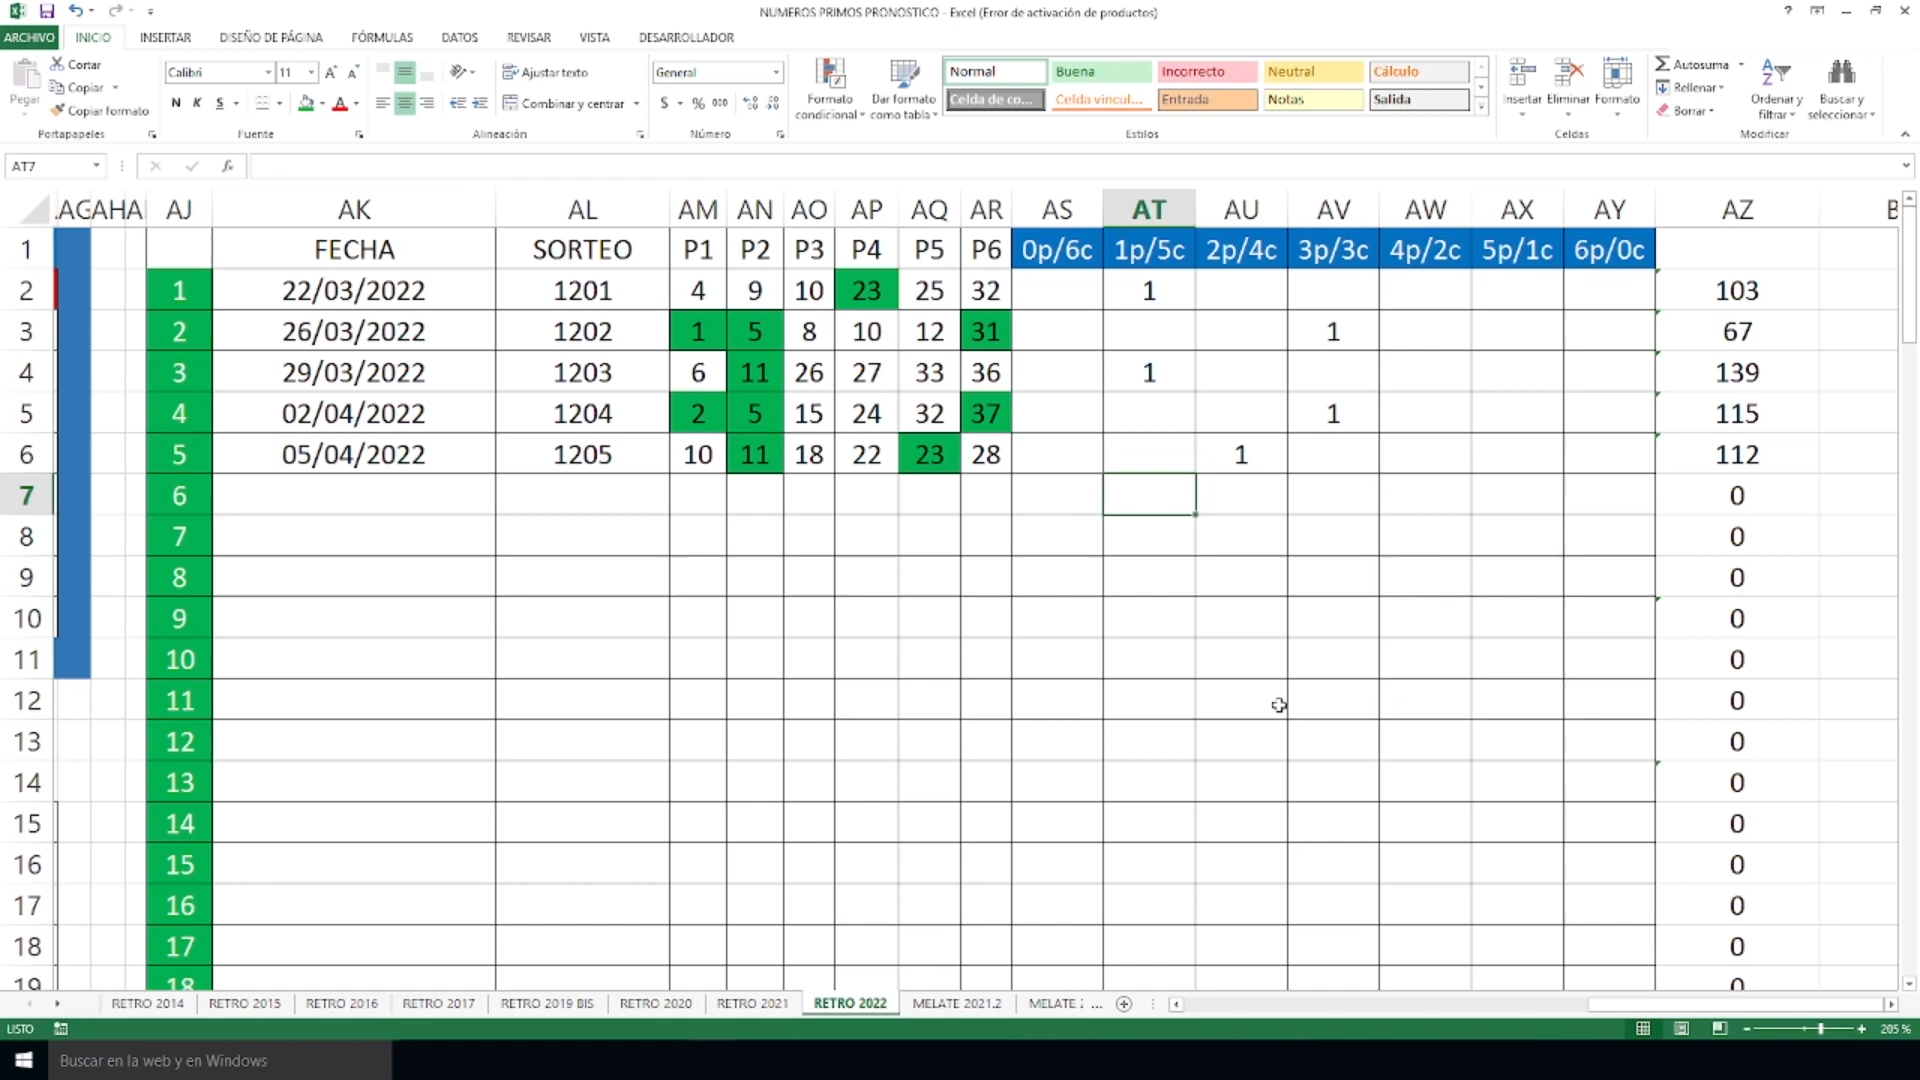 NUMEROS PRIMOS PRONOSTICO - Excel (Error de activación de productos)
ARCHIVO INICIO INSERTAR DISEÑO DE PÁGINA FÓRMULAS DATOS REVISAR VISTA DESARROLLADOR
Pegar
Cortar
Copiar
Copiar formato
Portapapeles
Calibri 11
N K S
Fuente
Ajustar texto
Combinar y centrar
Alineación
General
$ % 000
Número
Formato condicional
Dar formato como tabla
Normal Buena Incorrecto Neutral Cálculo
Celda de co... Celda vincul... Entrada Notas Salida
Estilos
Insertar Eliminar Formato
Celdas
Autosuma
Rellenar
Borrar
Ordenar y filtrar
Buscar y seleccionar
Modificar
AT7
AG AH AJ AK AL AM AN AO AP AQ AR AS AT AU AV AW AX AY AZ
1 FECHA SORTEO P1 P2 P3 P4 P5 P6 0p/6c 1p/5c 2p/4c 3p/3c 4p/2c 5p/1c 6p/0c
2 1 22/03/2022 1201 4 9 10 23 25 32 1 103
3 2 26/03/2022 1202 1 5 8 10 12 31 1 67
4 3 29/03/2022 1203 6 11 26 27 33 36 1 139
5 4 02/04/2022 1204 2 5 15 24 32 37 1 115
6 5 05/04/2022 1205 10 11 18 22 23 28 1 112
7 6 0
8 7 0
9 8 0
10 9 0
11 10 0
12 11 0
13 12 0
14 13 0
15 14 0
16 15 0
17 16 0
18 17 0
19 18 0
RETRO 2014 RETRO 2015 RETRO 2016 RETRO 2017 RETRO 2019 BIS RETRO 2020 RETRO 2021 RETRO 2022 MELATE 2021.2 MELATE 2 ...
LISTO 205 %
Buscar en la web y en Windows